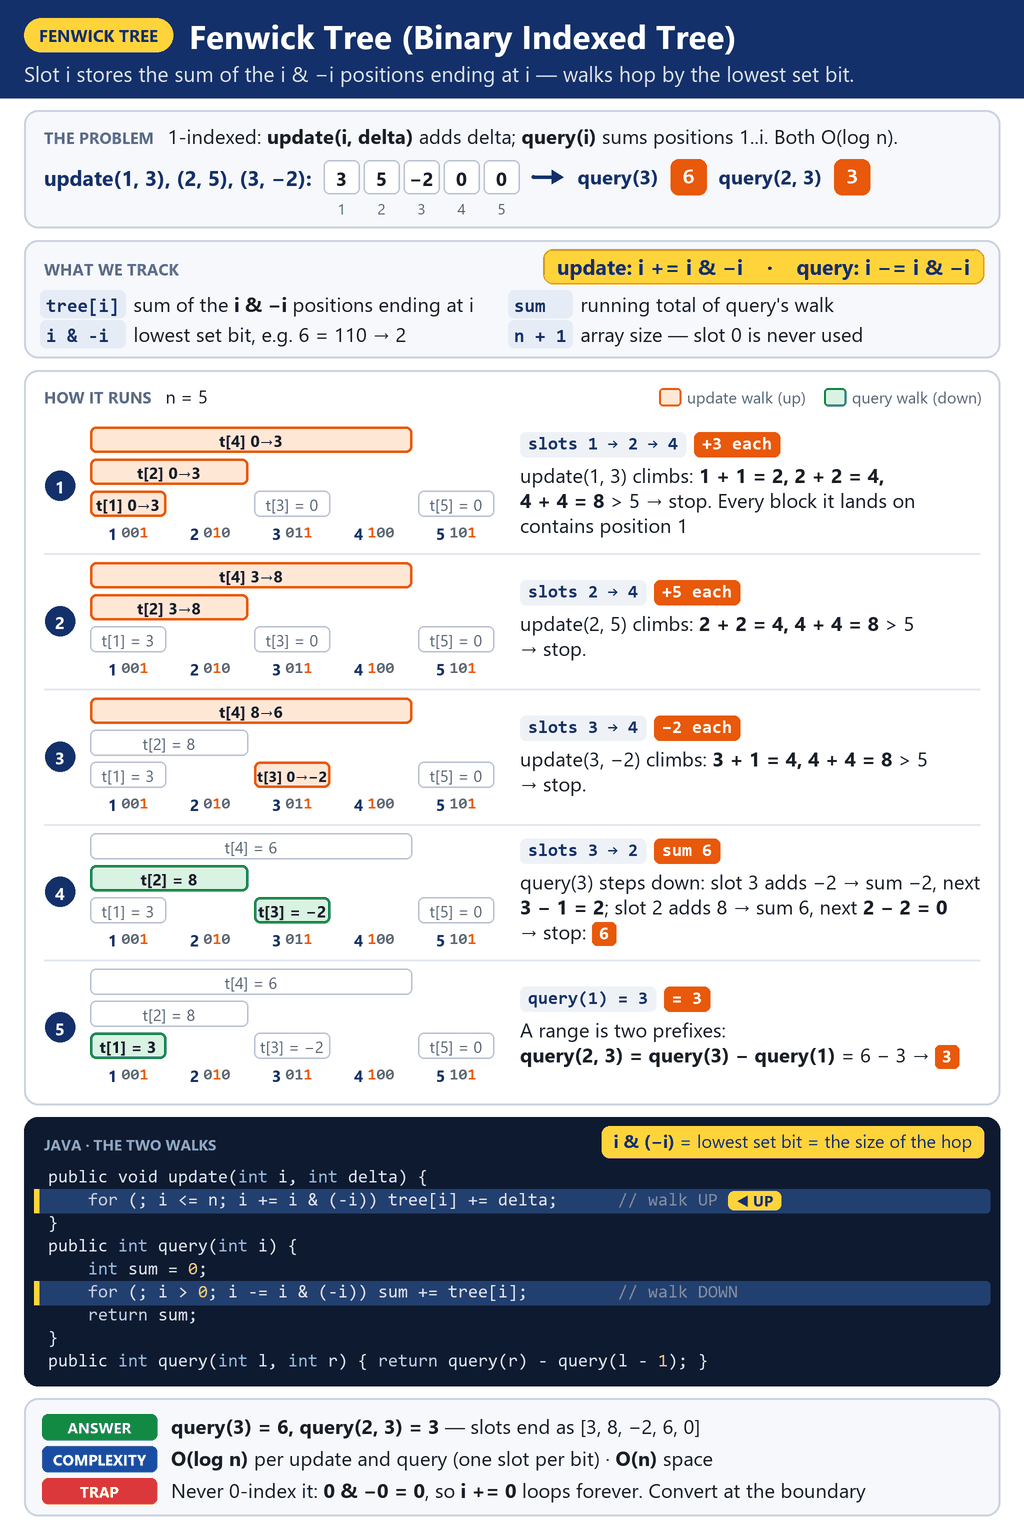 FENWICK TREE Fenwick Tree (Binary Indexed Tree)
Slot i stores the sum of the i & −i positions ending at i — walks hop by the lowest set bit.
THE PROBLEM 1-indexed: update(i, delta) adds delta; query(i) sums positions 1..i. Both O(log n).
update(1, 3), (2, 5), (3, −2): 3 5 −2 0 0 → query(3) 6 query(2, 3) 3
1 2 3 4 5
WHAT WE TRACK update: i += i & −i · query: i −= i & −i
tree[i] sum of the i & −i positions ending at i sum running total of query's walk
i & -i lowest set bit, e.g. 6 = 110 → 2 n + 1 array size — slot 0 is never used
HOW IT RUNS n = 5 update walk (up) query walk (down)
1
t[4] 0→3
t[2] 0→3
t[1] 0→3 t[3] = 0 t[5] = 0
1 001 2 010 3 011 4 100 5 101
slots 1 → 2 → 4 +3 each
update(1, 3) climbs: 1 + 1 = 2, 2 + 2 = 4,
4 + 4 = 8 > 5 → stop. Every block it lands on
contains position 1
2
t[4] 3→8
t[2] 3→8
t[1] = 3 t[3] = 0 t[5] = 0
1 001 2 010 3 011 4 100 5 101
slots 2 → 4 +5 each
update(2, 5) climbs: 2 + 2 = 4, 4 + 4 = 8 > 5
→ stop.
3
t[4] 8→6
t[2] = 8
t[1] = 3 t[3] 0→−2 t[5] = 0
1 001 2 010 3 011 4 100 5 101
slots 3 → 4 −2 each
update(3, −2) climbs: 3 + 1 = 4, 4 + 4 = 8 > 5
→ stop.
4
t[4] = 6
t[2] = 8
t[1] = 3 t[3] = −2 t[5] = 0
1 001 2 010 3 011 4 100 5 101
slots 3 → 2 sum 6
query(3) steps down: slot 3 adds −2 → sum −2, next
3 − 1 = 2; slot 2 adds 8 → sum 6, next 2 − 2 = 0
→ stop: 6
5
t[4] = 6
t[2] = 8
t[1] = 3 t[3] = −2 t[5] = 0
1 001 2 010 3 011 4 100 5 101
query(1) = 3 = 3
A range is two prefixes:
query(2, 3) = query(3) − query(1) = 6 − 3 → 3
JAVA · THE TWO WALKS i & (−i) = lowest set bit = the size of the hop
public void update(int i, int delta) {
for (; i <= n; i += i & (-i)) tree[i] += delta; // walk UP ◀ UP
}
public int query(int i) {
int sum = 0;
for (; i > 0; i -= i & (-i)) sum += tree[i]; // walk DOWN
return sum;
}
public int query(int l, int r) { return query(r) - query(l - 1); }
ANSWER query(3) = 6, query(2, 3) = 3 — slots end as [3, 8, −2, 6, 0]
COMPLEXITY O(log n) per update and query (one slot per bit) · O(n) space
TRAP Never 0-index it: 0 & −0 = 0, so i += 0 loops forever. Convert at the boundary